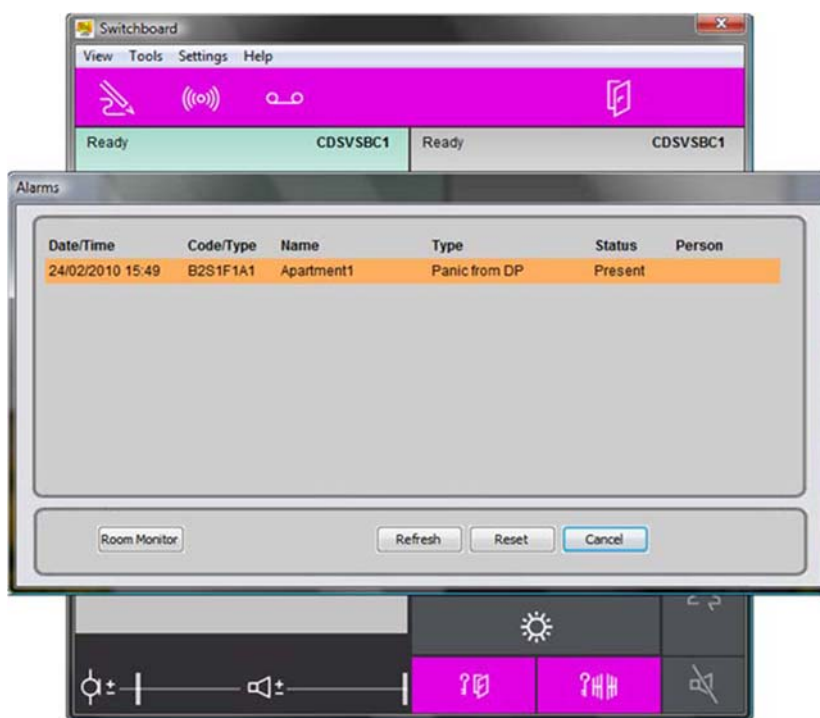 Switchboard
View Tools Settings Help
Ready CDSVSBC1 Ready CDSVSBC1
Alarms
Date/Time Code/Type Name Type Status Person
24/02/2010 15:49 B2S1F1A1 Apartment1 Panic from DP Present
Room Monitor Refresh Reset Cancel